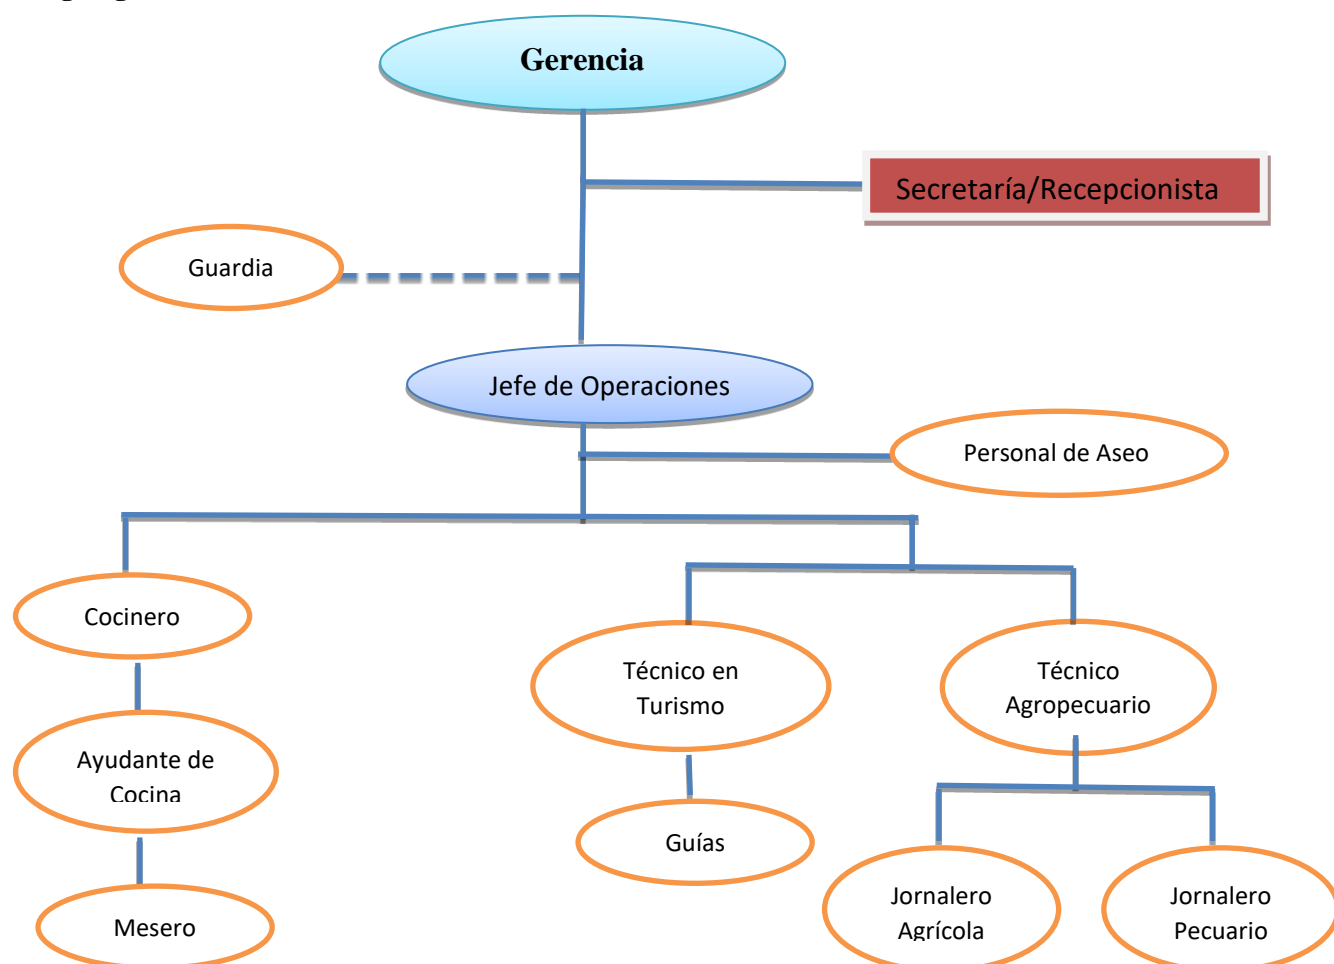 Gerencia
Secretaría/Recepcionista
Guardia
Jefe de Operaciones
Personal de Aseo
Cocinero
Técnico en
Turismo
Técnico
Agropecuario
Ayudante de
Cocina
Guías
Mesero
Jornalero
Agrícola
Jornalero
Pecuario